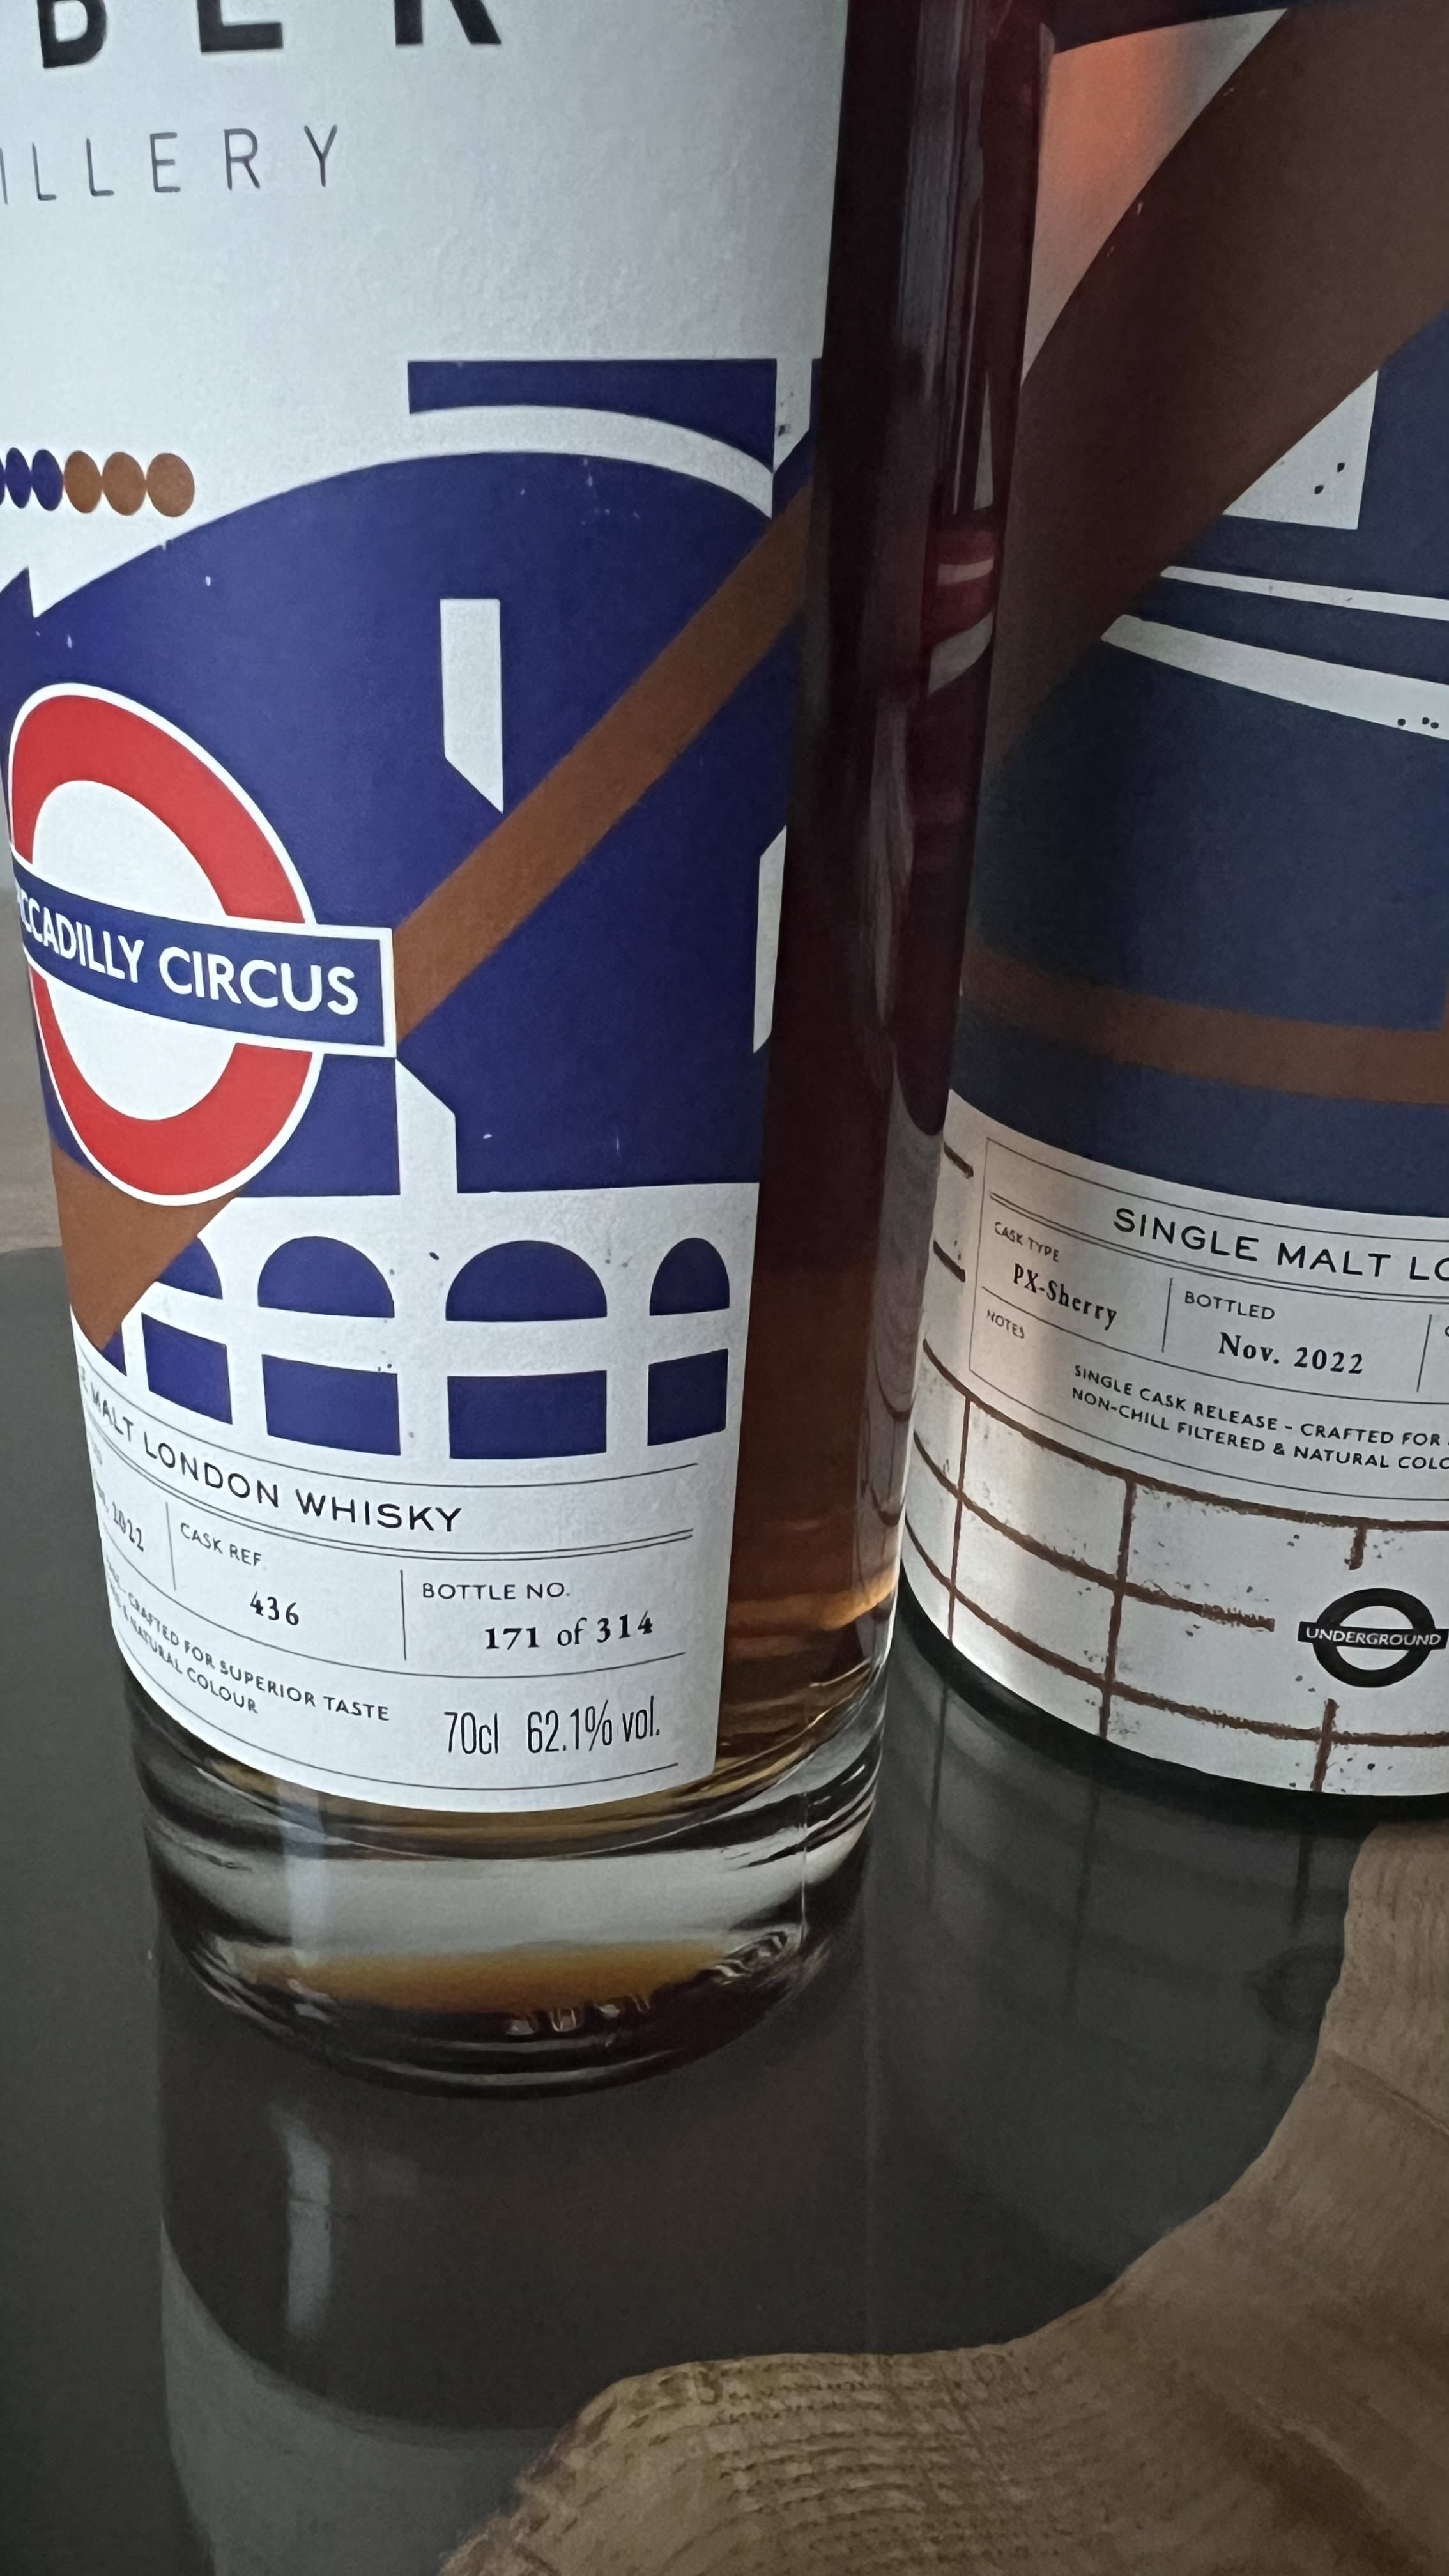 BER
ILLERY
CCADILLY CIRCUS
MALT LONDON WHISKY
2022
CASK REF.
436
BOTTLE NO.
171 of 314
CRAFTED FOR SUPERIOR TASTE
& NATURAL COLOUR
70cl 62.1% vol.
SINGLE MALT LO
CASK TYPE
PX-Sherry
BOTTLED
Nov. 2022
NOTES
SINGLE CASK RELEASE - CRAFTED FOR
NON-CHILL FILTERED & NATURAL COLO
UNDERGROUND